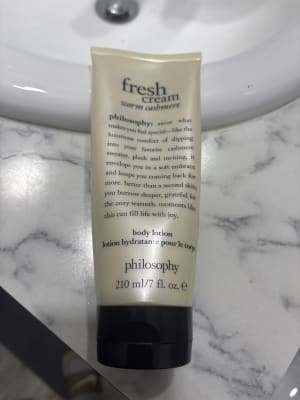 fresh
cream
warm cashmere
philosophy: savor what
makes you feel special—like the
luxurious comfort of slipping
into your favorite cashmere
sweater. plush and inviting, it
envelops you in a soft embrace
and keeps you coming back for
more. better than a second skin,
you burrow deeper, grateful for
the cozy warmth. moments like
this can fill life with joy.
body lotion
lotion hydratante pour le corps
philosophy
210 ml/7 fl. oz. e